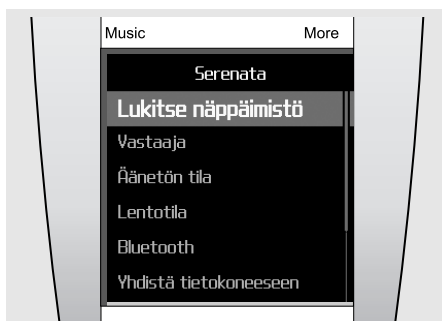 Music More
Serenata
Lukitse näppäimistö
Vastaaja
Äänetön tila
Lentotila
Bluetooth
Yhdistä tietokoneeseen